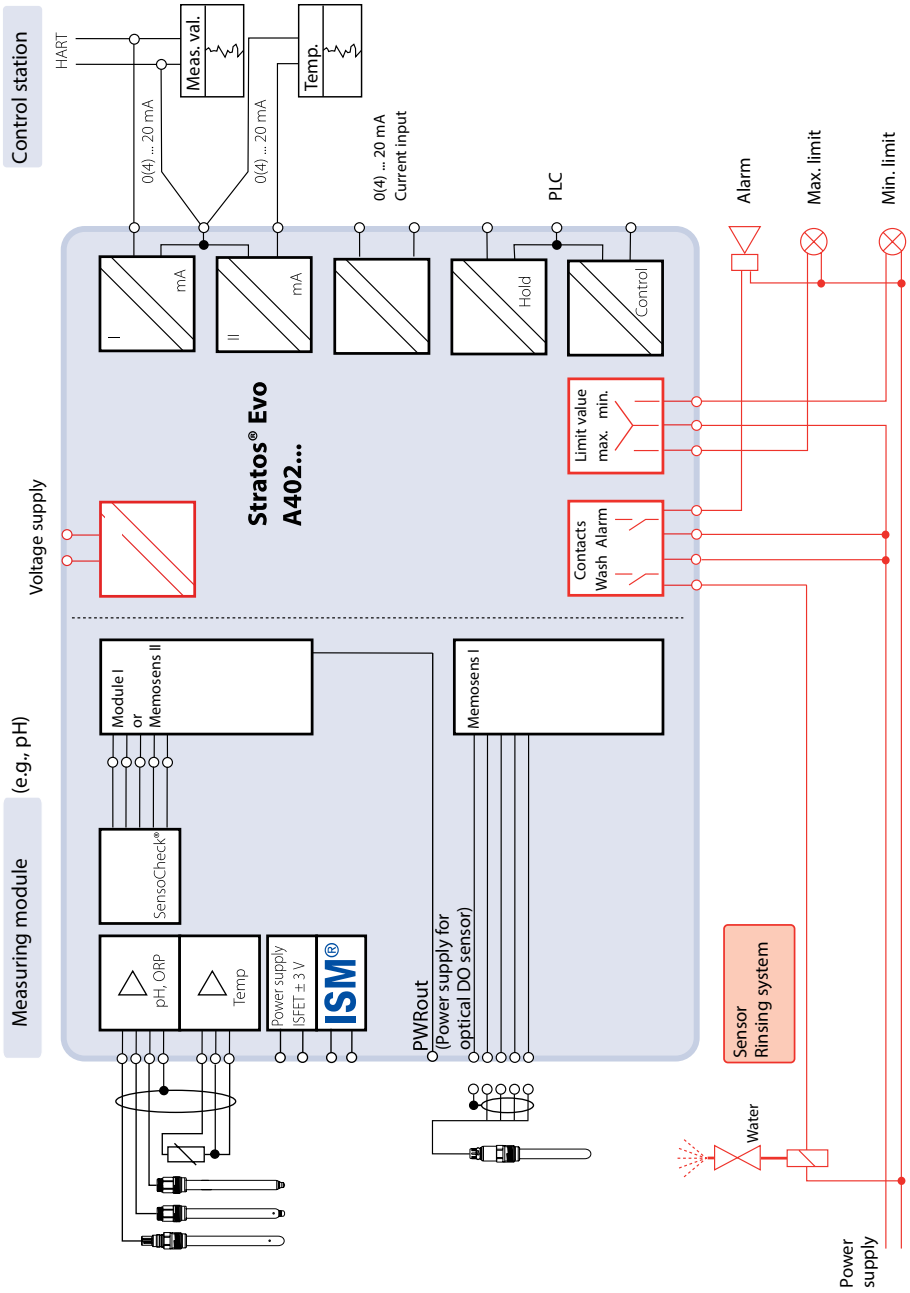 Measuring module
(e.g., pH)
Voltage supply
Control station
HART
Meas. val.
Temp.
0(4) ... 20 mA
0(4) ... 20 mA
0(4) ... 20 mA
Current input
PLC
I
mA
II
mA
Hold
Control
Stratos® Evo
A402...
pH, ORP
Temp
SensoCheck®
Module I
or
Memosens II
Power supply
ISFET ± 3 V
ISM®
PWRout
(Power supply for
optical DO sensor)
Memosens I
Contacts
Wash Alarm
Limit value
max. min.
Alarm
Max. limit
Min. limit
Sensor
Rinsing system
Water
Power
supply